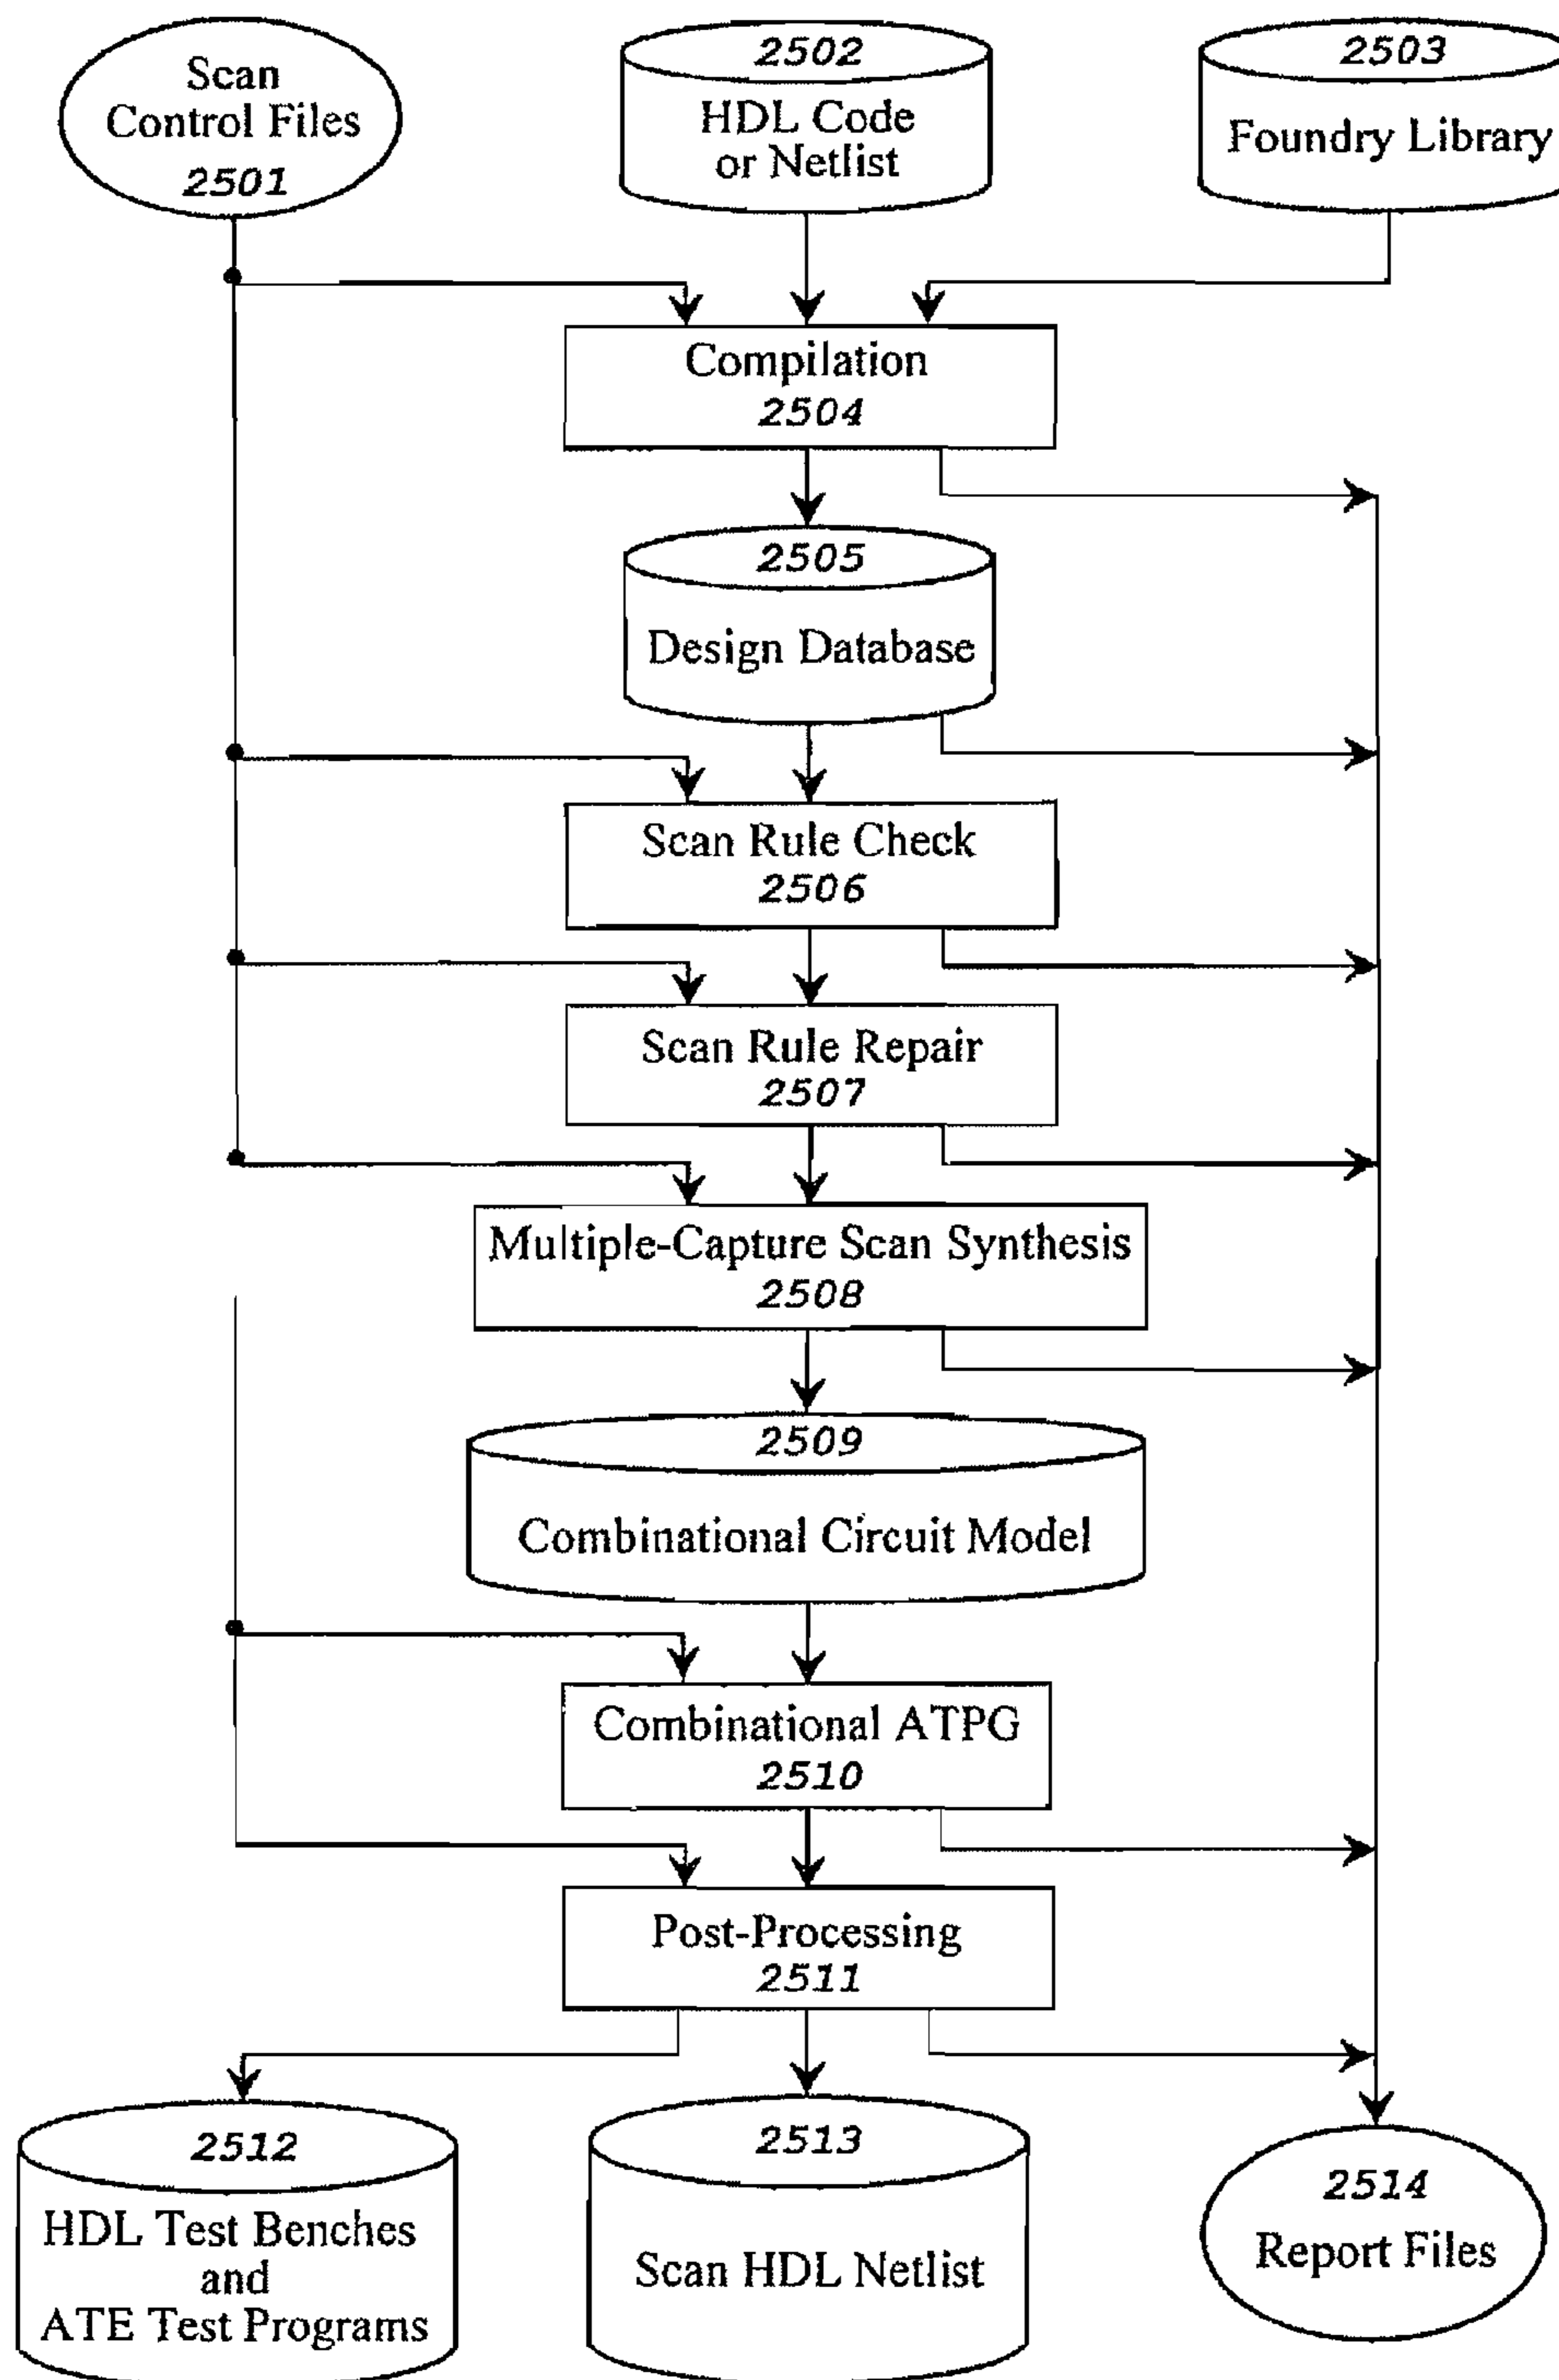 Scan
Control Files
2501
2502
HDL Code
or Netlist
2503
Foundry Library
Compilation
2504
2505
Design Database
Scan Rule Check
2506
Scan Rule Repair
2507
Multiple-Capture Scan Synthesis
2508
2509
Combinational Circuit Model
Combinational ATPG
2510
Post-Processing
2511
2512
HDL Test Benches
and
ATE Test Programs
2513
Scan HDL Netlist
2514
Report Files